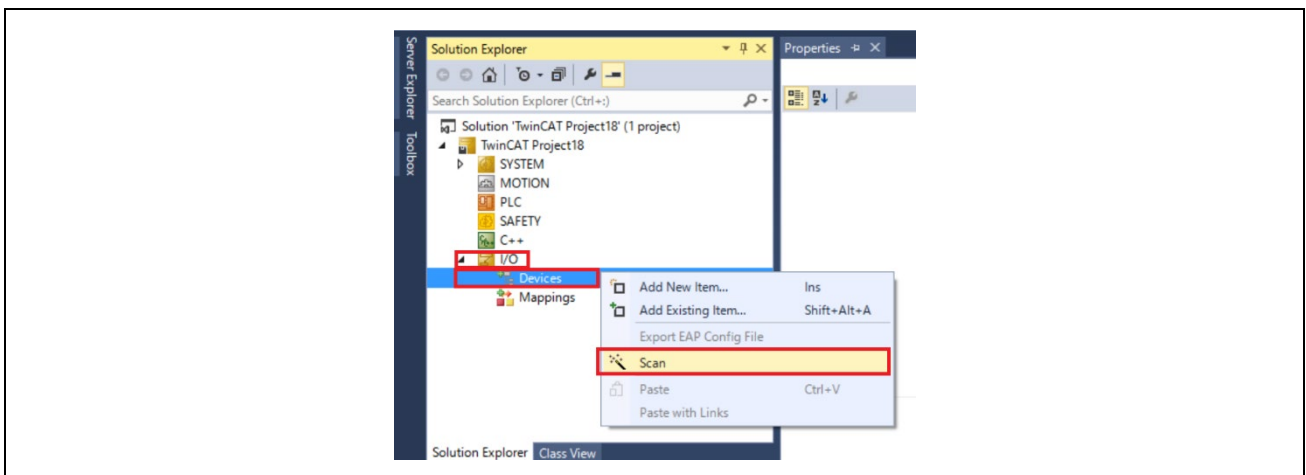 Server Explorer
Toolbox
Solution Explorer
Search Solution Explorer (Ctrl+:)
Solution 'TwinCAT Project18' (1 project)
TwinCAT Project18
SYSTEM
MOTION
PLC
SAFETY
C++
I/O
Devices
Mappings
Solution Explorer Class View
Properties
Add New Item... Ins
Add Existing Item... Shift+Alt+A
Export EAP Config File
Scan
Paste Ctrl+V
Paste with Links